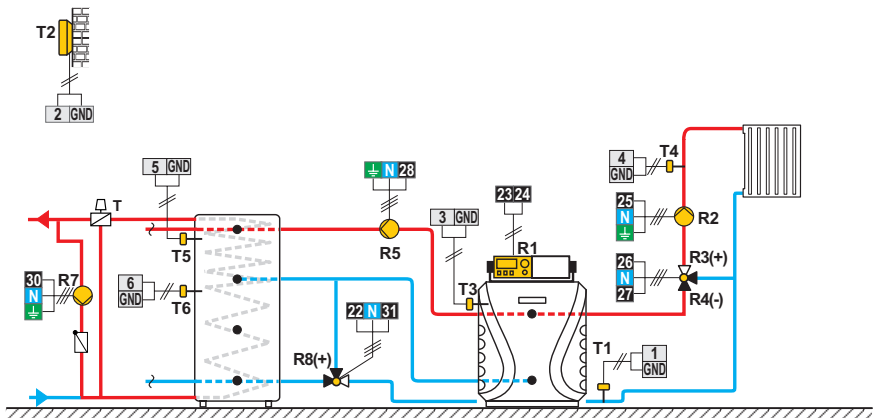 T2
2 GND
5 GND
T
T5
6
GND
T6
30
N
R7
N 28
R5
22 N 31
R8(+)
3 GND
T3
23 24
R1
4
GND
T4
25
N
R2
26
N
27
R3(+)
R4(-)
T1
1
GND